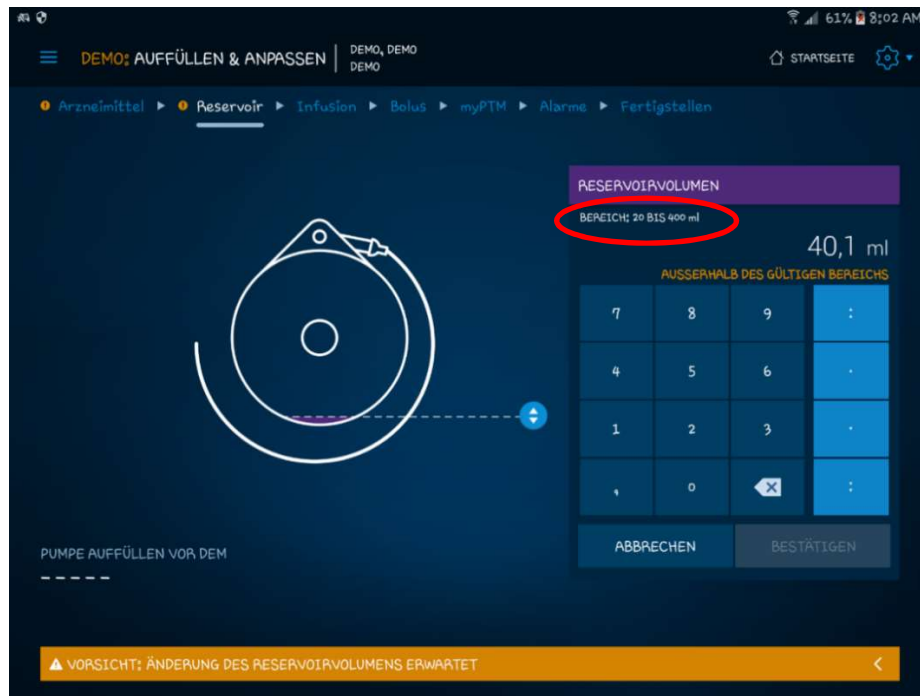 61% 8:02 AM
DEMO: AUFFÜLLEN & ANPASSEN
DEMO, DEMO
DEMO
STARTSEITE
Arzneimittel ▶ Reservoir ▶ Infusion ▶ Bolus ▶ myPTM ▶ Alarme ▶ Fertigstellen
RESERVOIRVOLUMEN
BEREICH: 20 BIS 400 ml
40,1 ml
AUSSERHALB DES GÜLTIGEN BEREICHS
7 8 9 :
4 5 6 .
1 2 3 .
, 0 :
ABBRECHEN BESTÄTIGEN
PUMPE AUFFÜLLEN VOR DEM
-----
VORSICHT: ÄNDERUNG DES RESERVOIRVOLUMENS ERWARTET